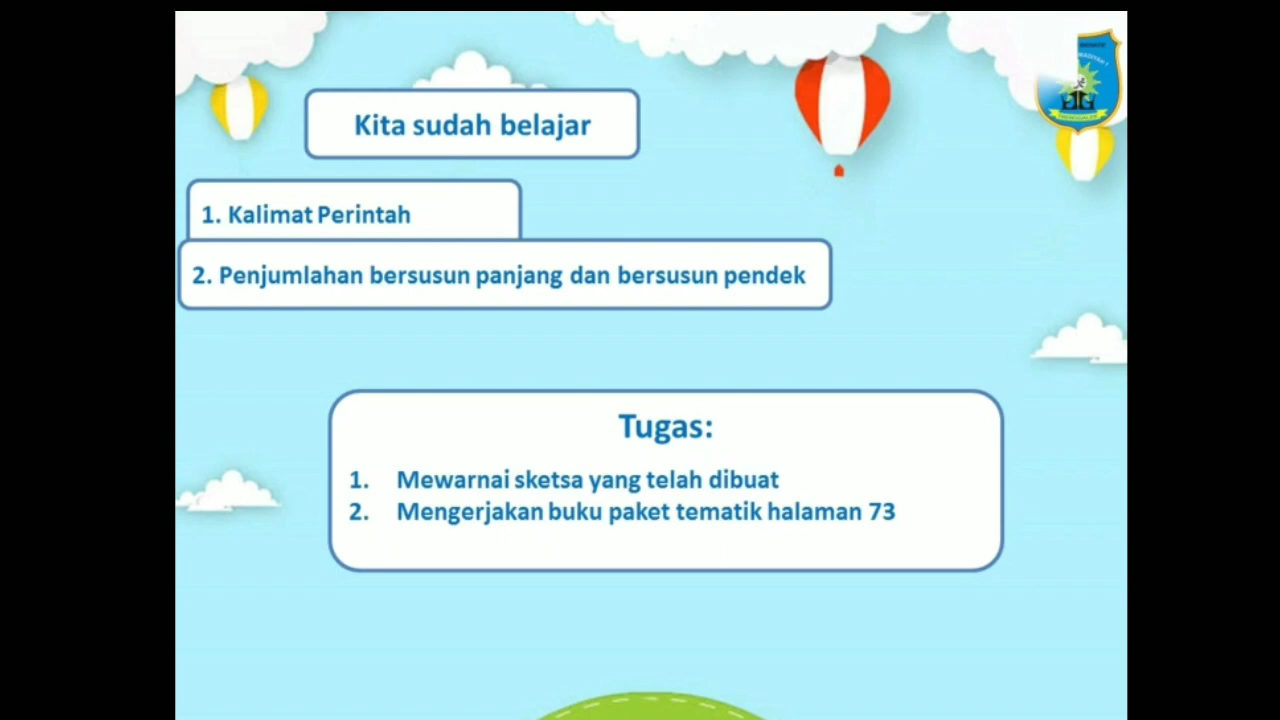 Kita sudah belajar
1. Kalimat Perintah
2. Penjumlahan bersusun panjang dan bersusun pendek
Tugas:
1. Mewarnai sketsa yang telah dibuat
2. Mengerjakan buku paket tematik halaman 73